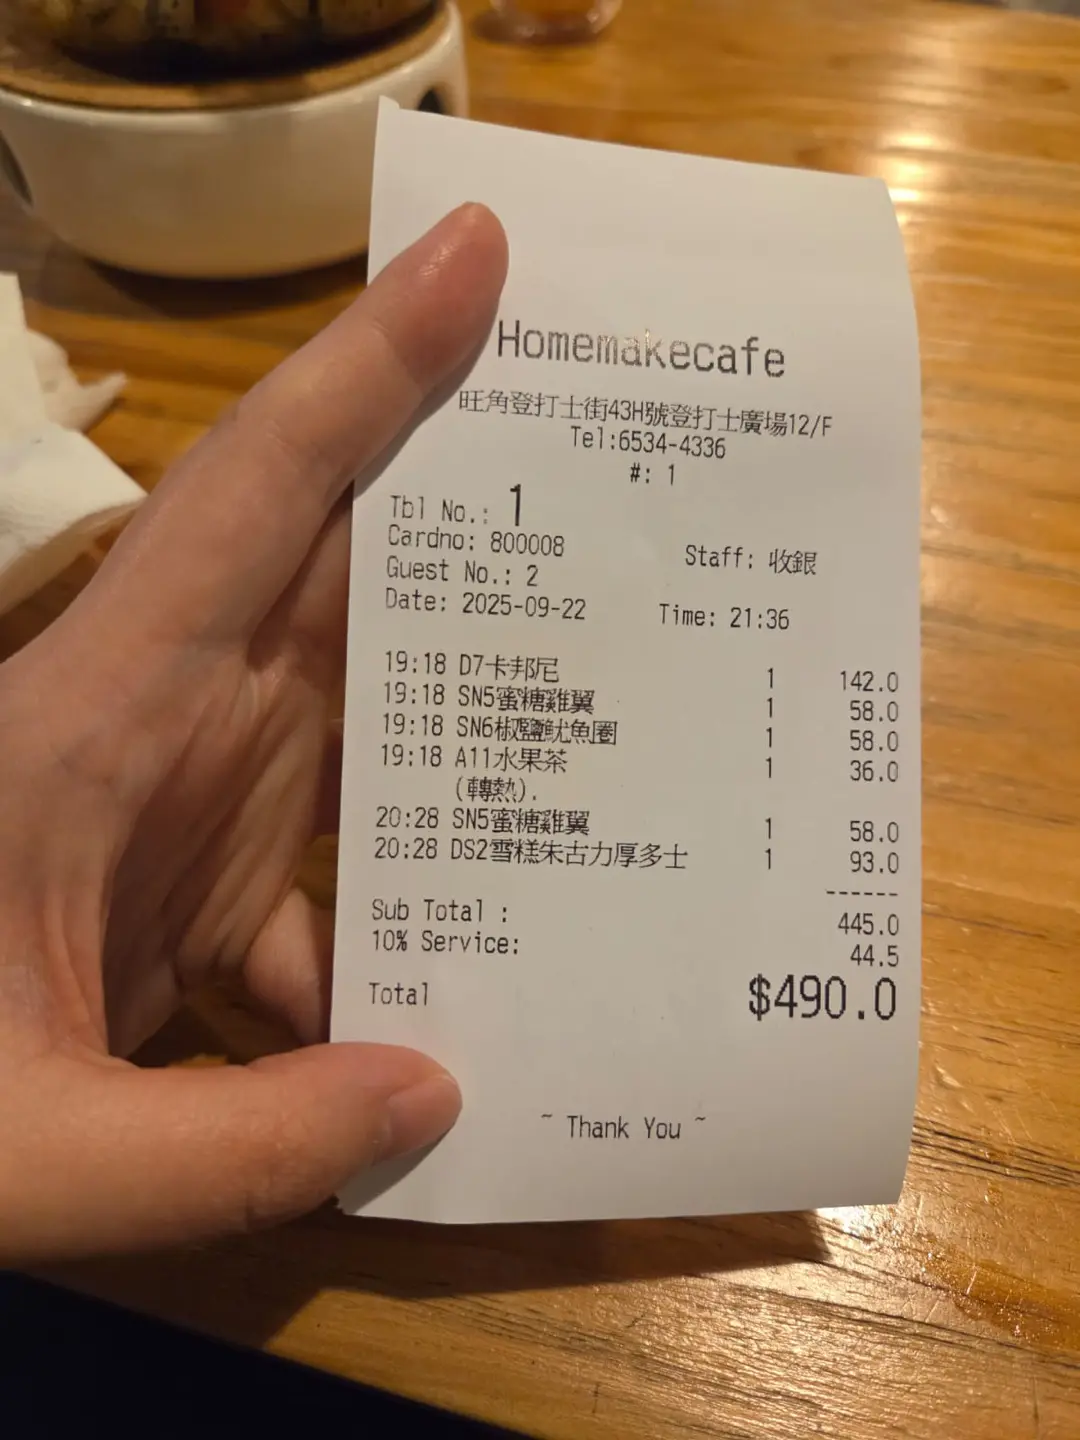 Homemakecafe
旺角登打士街43H號登打士廣場12/F
Tel:6534-4336
#: 1
Tbl No.: 1
Cardno: 800008 Staff: 收銀
Guest No.: 2
Date: 2025-09-22 Time: 21:36
19:18 D7卡邦尼 1 142.0
19:18 SN5蜜糖雞翼 1 58.0
19:18 SN6椒鹽魷魚圈 1 58.0
19:18 A11水果茶 1 36.0
(轉熱).
20:28 SN5蜜糖雞翼 1 58.0
20:28 DS2雪糕朱古力厚多士 1 93.0
------
Sub Total : 445.0
10% Service: 44.5
Total $490.0
~ Thank You ~